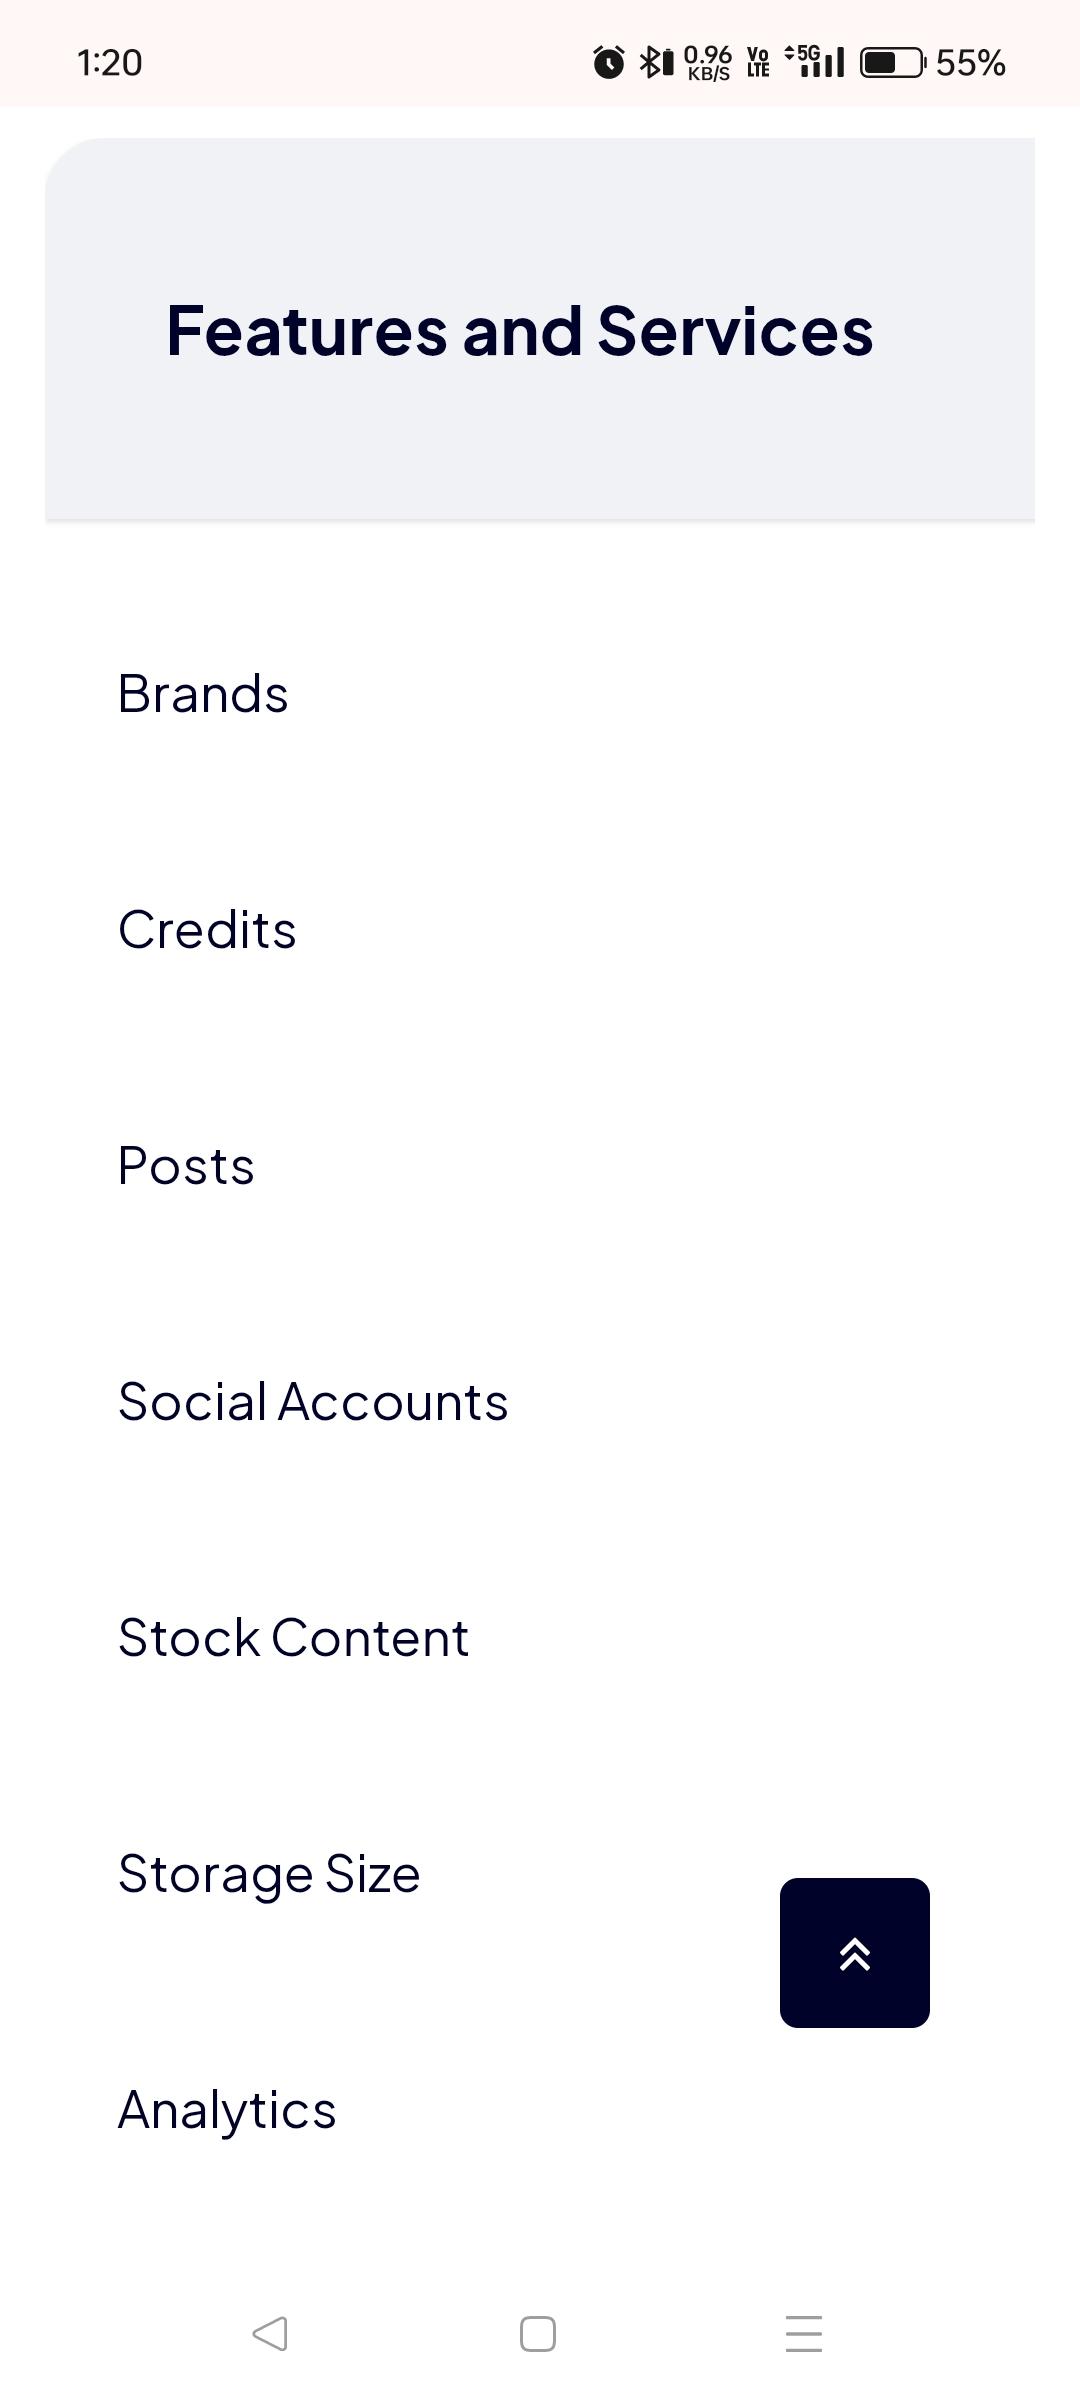 1:20
0.96
KB/S
Vo
LTE
5G
55%
Features and Services
Brands
Credits
Posts
Social Accounts
Stock Content
Storage Size
Analytics